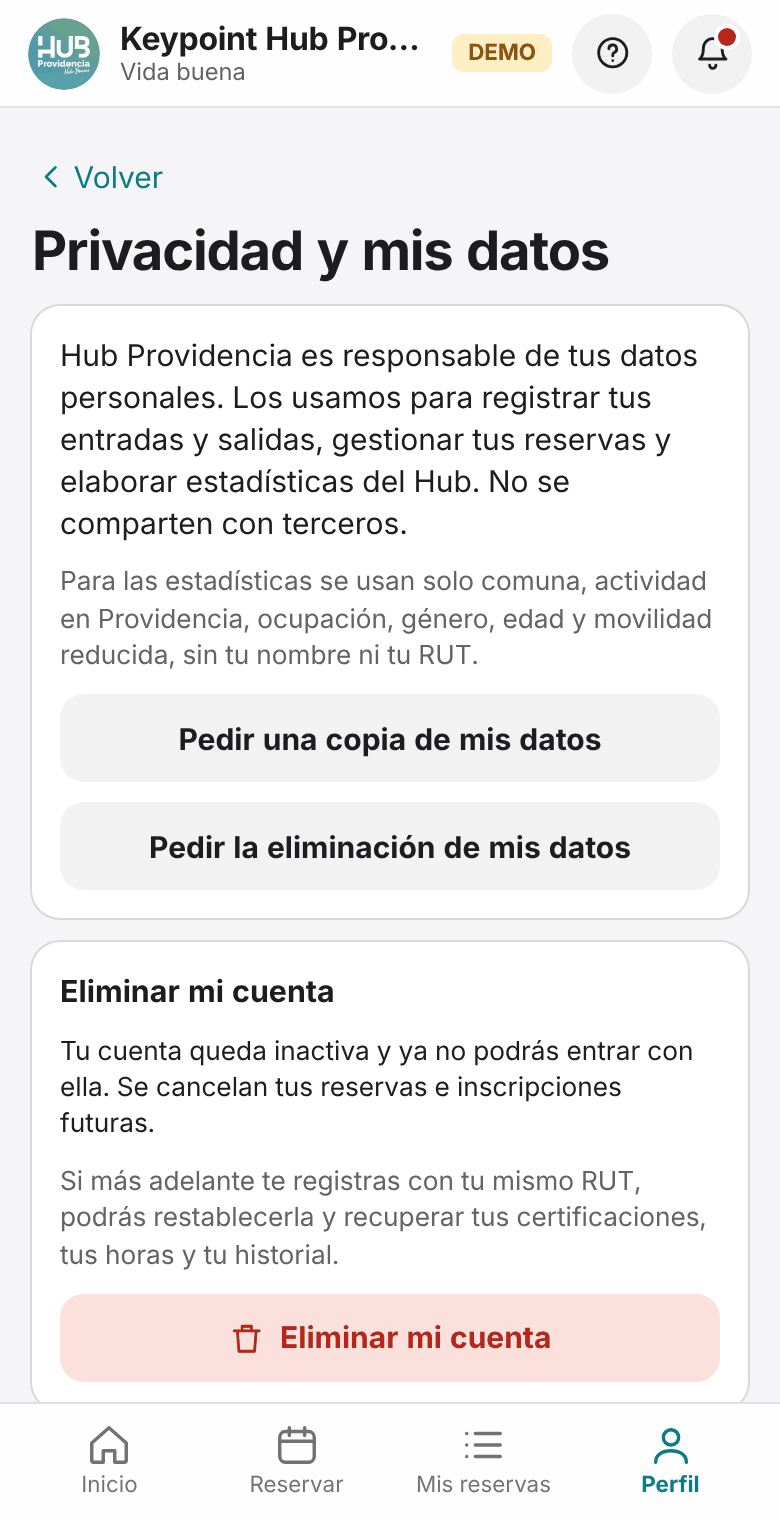 HUB
Providencia
Vida Buena
Keypoint Hub Pro...
Vida buena
DEMO
Volver
Privacidad y mis datos
Hub Providencia es responsable de tus datos
personales. Los usamos para registrar tus
entradas y salidas, gestionar tus reservas y
elaborar estadísticas del Hub. No se
comparten con terceros.
Para las estadísticas se usan solo comuna, actividad
en Providencia, ocupación, género, edad y movilidad
reducida, sin tu nombre ni tu RUT.
Pedir una copia de mis datos
Pedir la eliminación de mis datos
Eliminar mi cuenta
Tu cuenta queda inactiva y ya no podrás entrar con
ella. Se cancelan tus reservas e inscripciones
futuras.
Si más adelante te registras con tu mismo RUT,
podrás restablecerla y recuperar tus certificaciones,
tus horas y tu historial.
Eliminar mi cuenta
Inicio
Reservar
Mis reservas
Perfil